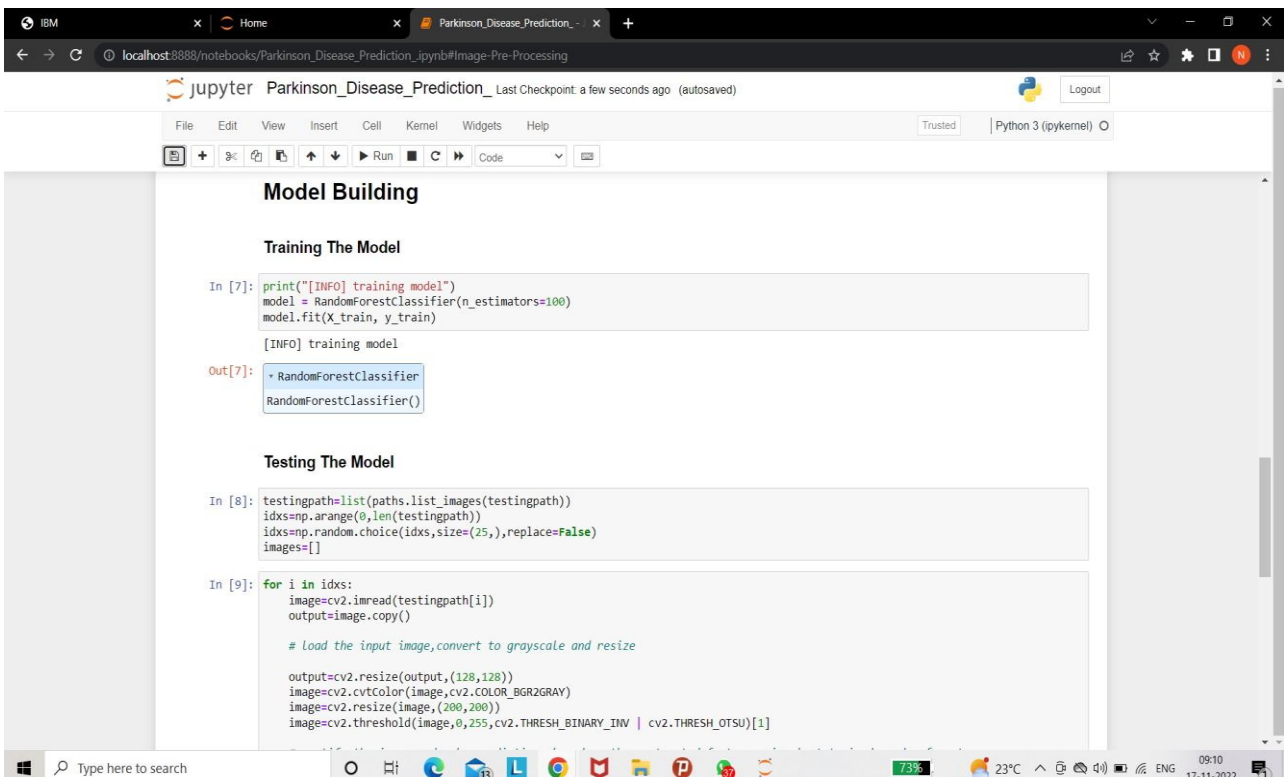 IBM
Home
Parkinson_Disease_Prediction_ -
localhost:8888/notebooks/Parkinson_Disease_Prediction_.ipynb#Image-Pre-Processing
N
jupyter Parkinson_Disease_Prediction_ Last Checkpoint: a few seconds ago (autosaved)
Logout
File Edit View Insert Cell Kernel Widgets Help
Trusted Python 3 (ipykernel)
Run Code
Model Building
Training The Model
In [7]: print("[INFO] training model")
model = RandomForestClassifier(n_estimators=100)
model.fit(X_train, y_train)
[INFO] training model
Out[7]: RandomForestClassifier
RandomForestClassifier()
Testing The Model
In [8]: testingpath=list(paths.list_images(testingpath))
idxs=np.arange(0,len(testingpath))
idxs=np.random.choice(idxs,size=(25,),replace=False)
images=[]
In [9]: for i in idxs:
image=cv2.imread(testingpath[i])
output=image.copy()
# load the input image,convert to grayscale and resize
output=cv2.resize(output,(128,128))
image=cv2.cvtColor(image,cv2.COLOR_BGR2GRAY)
image=cv2.resize(image,(200,200))
image=cv2.threshold(image,0,255,cv2.THRESH_BINARY_INV | cv2.THRESH_OTSU)[1]
Type here to search
13
L
37
73%
23°C
ENG
09:10
17-11-2022